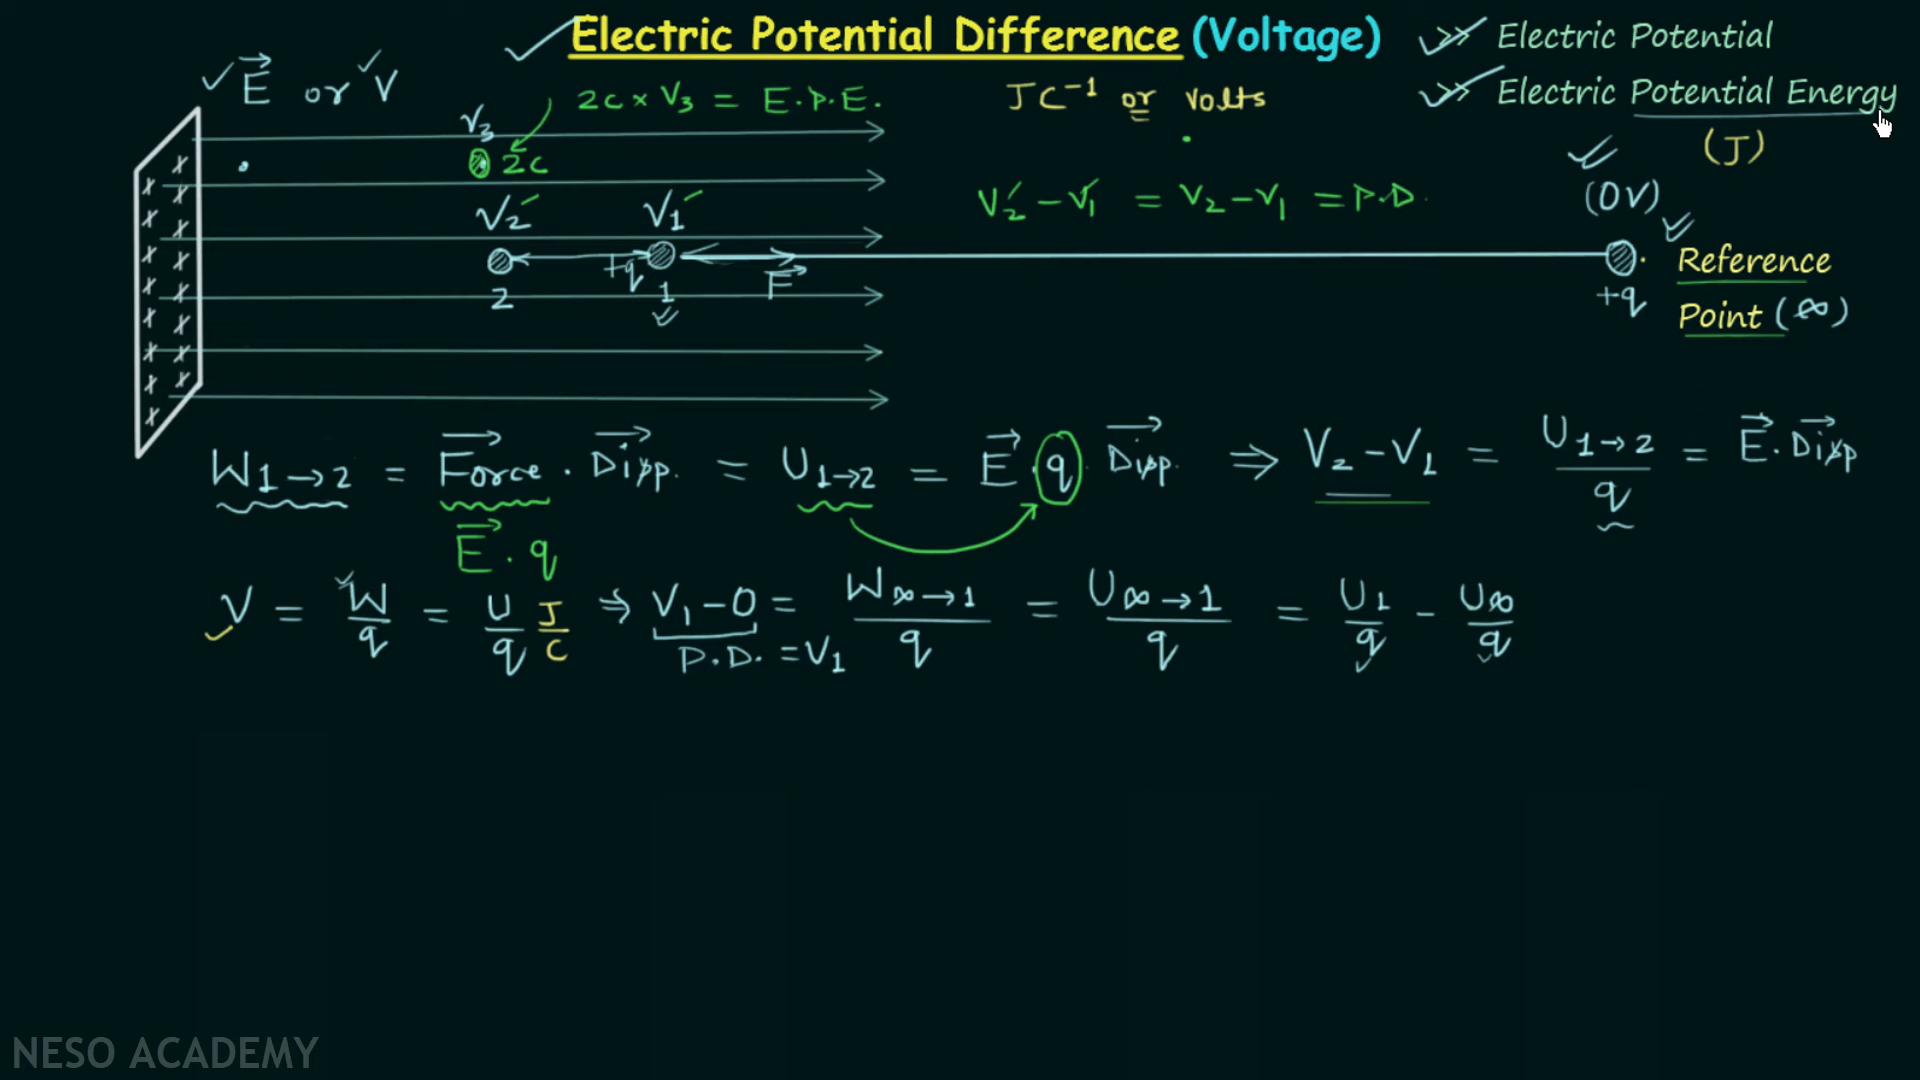 Electric Potential Difference (Voltage)
Electric Potential
Electric Potential Energy
(J)
E or V
2C × V3 = E.P.E.
JC⁻¹ or volts
V3
2C
V2
V1
V2′ − V1′ = V2 − V1 = P.D.
(0V)
+q
F
2
1
+q
Reference
Point (∞)
W1→2 = Force . Disp. = U1→2 = E . q Disp. ⇒ V2 − V1 = U1→2 / q = E . Disp
E . q
V = W/q = U/q J/C ⇒ V1 − 0 = W∞→1 / q = U∞→1 / q = U1/q − U∞/q
P.D. = V1
NESO ACADEMY